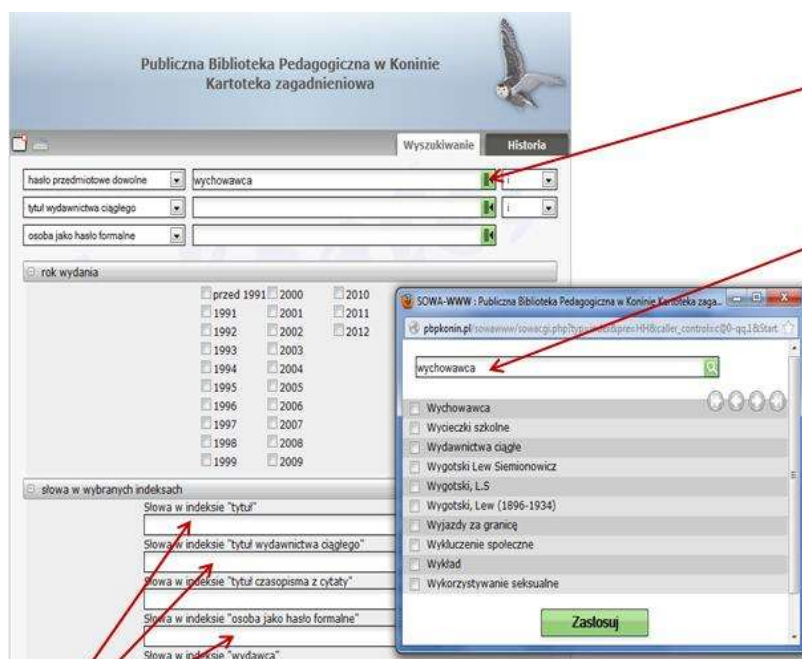 Publiczna Biblioteka Pedagogiczna w Koninie
Kartoteka zagadnieniowa
Wyszukiwanie Historia
hasło przedmiotowe dowolne wychowawca i
tytuł wydawnictwa ciągłego i
osoba jako hasło formalne
rok wydania
przed 1991 2000 2010
1991 2001 2011
1992 2002 2012
1993 2003
1994 2004
1995 2005
1996 2006
1997 2007
1998 2008
1999 2009
słowa w wybranych indeksach
Słowa w indeksie "tytuł"
Słowa w indeksie "tytuł wydawnictwa ciągłego"
Słowa w indeksie "tytuł czasopisma z cytaty"
Słowa w indeksie "osoba jako hasło formalne"
Słowa w indeksie "wydawca"
SOWA-WWW : Publiczna Biblioteka Pedagogiczna w Koninie Kartoteka zaga...
pbpkonin.pl/sowawww/sowacgi.php?
wychowawca
Wychowawca
Wycieczki szkolne
Wydawnictwa ciągłe
Wygotski Lew Siemionowicz
Wygotski, L.S
Wygotski, Lew (1896-1934)
Wyjazdy za granicę
Wykluczenie społeczne
Wykład
Wykorzystywanie seksualne
Zastosuj